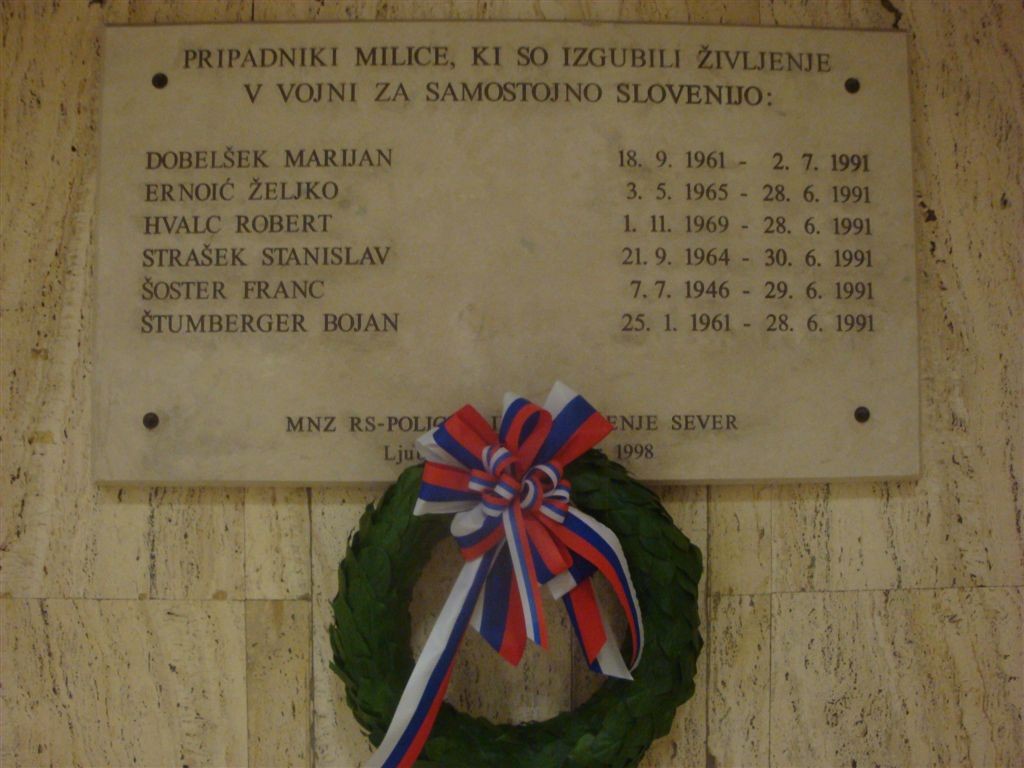 PRIPADNIKI MILICE, KI SO IZGUBILI ŽIVLJENJE
V VOJNI ZA SAMOSTOJNO SLOVENIJO:
DOBELŠEK MARIJAN 18. 9. 1961 - 2. 7. 1991
ERNOIĆ ŽELJKO 3. 5. 1965 - 28. 6. 1991
HVALC ROBERT 1. 11. 1969 - 28. 6. 1991
STRAŠEK STANISLAV 21. 9. 1964 - 30. 6. 1991
ŠOSTER FRANC 7. 7. 1946 - 29. 6. 1991
ŠTUMBERGER BOJAN 25. 1. 1961 - 28. 6. 1991
MNZ RS- SEVER
1998